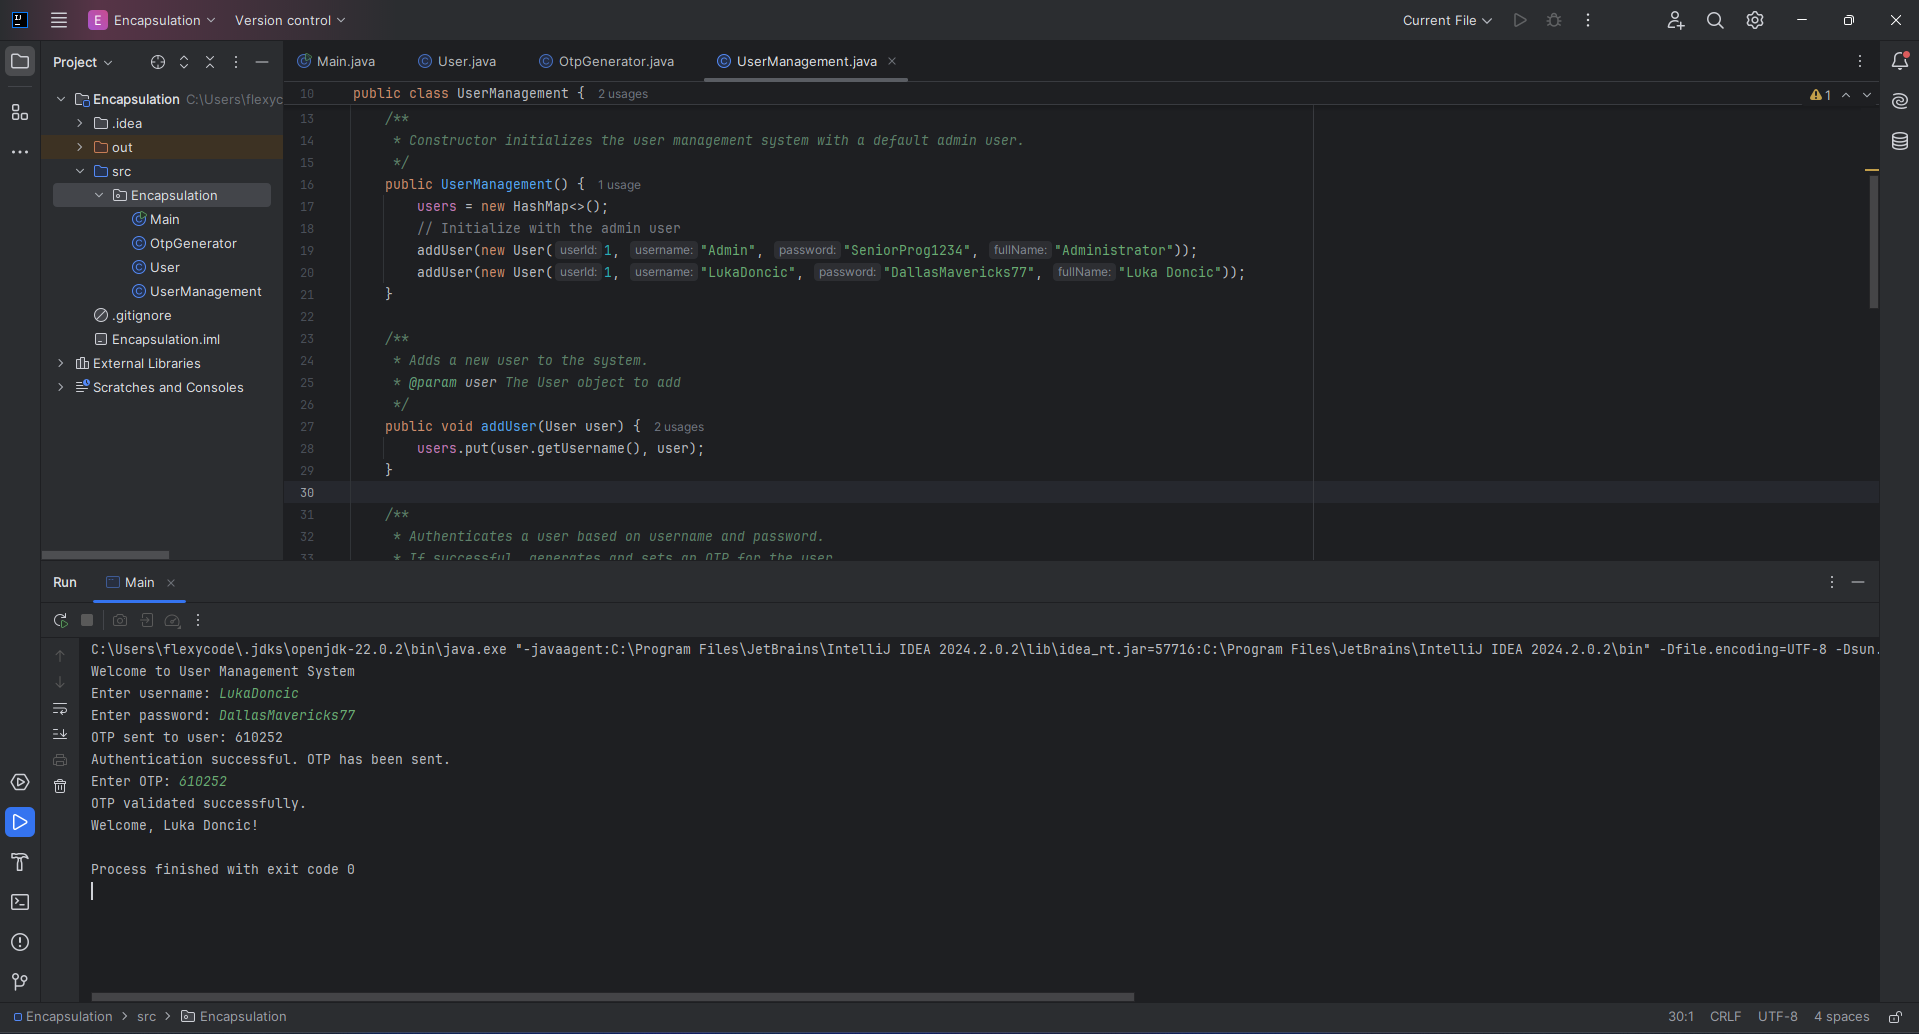 E Encapsulation Version control Current File
Project
Main.java User.java OtpGenerator.java UserManagement.java
Encapsulation C:\Users\flexyc
.idea
out
src
Encapsulation
Main
OtpGenerator
User
UserManagement
.gitignore
Encapsulation.iml
External Libraries
Scratches and Consoles
10 public class UserManagement { 2 usages
1
13 /**
14 * Constructor initializes the user management system with a default admin user.
15 */
16 public UserManagement() { 1 usage
17 users = new HashMap<>();
18 // Initialize with the admin user
19 addUser(new User( userId: 1, username: "Admin", password: "SeniorProg1234", fullName: "Administrator"));
20 addUser(new User( userId: 1, username: "LukaDoncic", password: "DallasMavericks77", fullName: "Luka Doncic"));
21 }
22
23 /**
24 * Adds a new user to the system.
25 * @param user The User object to add
26 */
27 public void addUser(User user) { 2 usages
28 users.put(user.getUsername(), user);
29 }
30
31 /**
32 * Authenticates a user based on username and password.
33 * If successful, generates and sets an OTP for the user
Run Main
C:\Users\flexycode\.jdks\openjdk-22.0.2\bin\java.exe "-javaagent:C:\Program Files\JetBrains\IntelliJ IDEA 2024.2.0.2\lib\idea_rt.jar=57716:C:\Program Files\JetBrains\IntelliJ IDEA 2024.2.0.2\bin" -Dfile.encoding=UTF-8 -Dsun.
Welcome to User Management System
Enter username: LukaDoncic
Enter password: DallasMavericks77
OTP sent to user: 610252
Authentication successful. OTP has been sent.
Enter OTP: 610252
OTP validated successfully.
Welcome, Luka Doncic!
Process finished with exit code 0
Encapsulation > src > Encapsulation 30:1 CRLF UTF-8 4 spaces